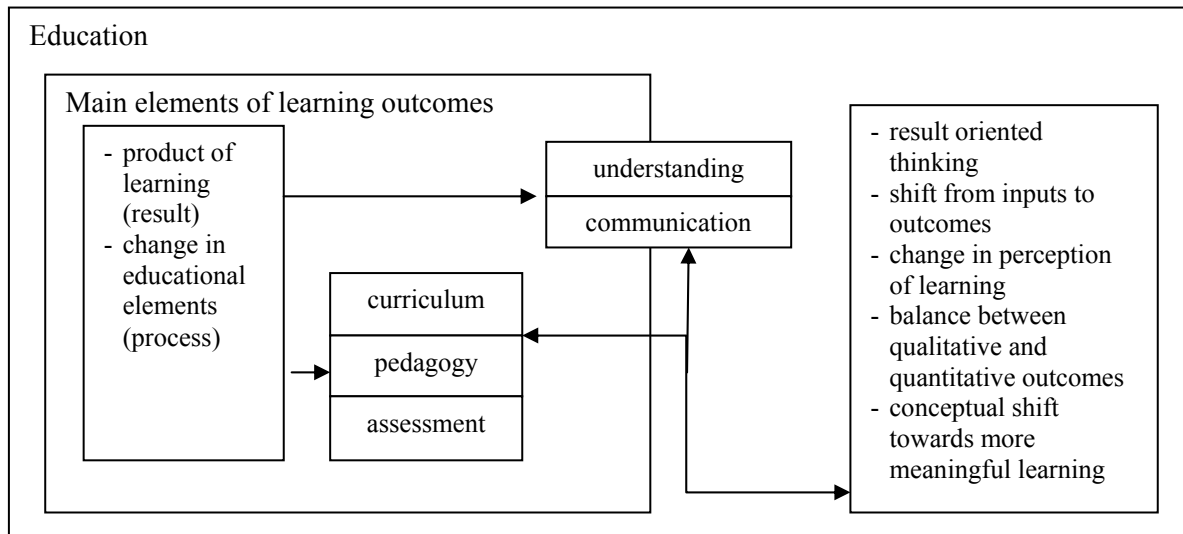 Education
Main elements of learning outcomes
- product of
learning
(result)
- change in
educational
elements
(process)
understanding
communication
curriculum
pedagogy
assessment
- result oriented
thinking
- shift from inputs to
outcomes
- change in perception
of learning
- balance between
qualitative and
quantitative outcomes
- conceptual shift
towards more
meaningful learning